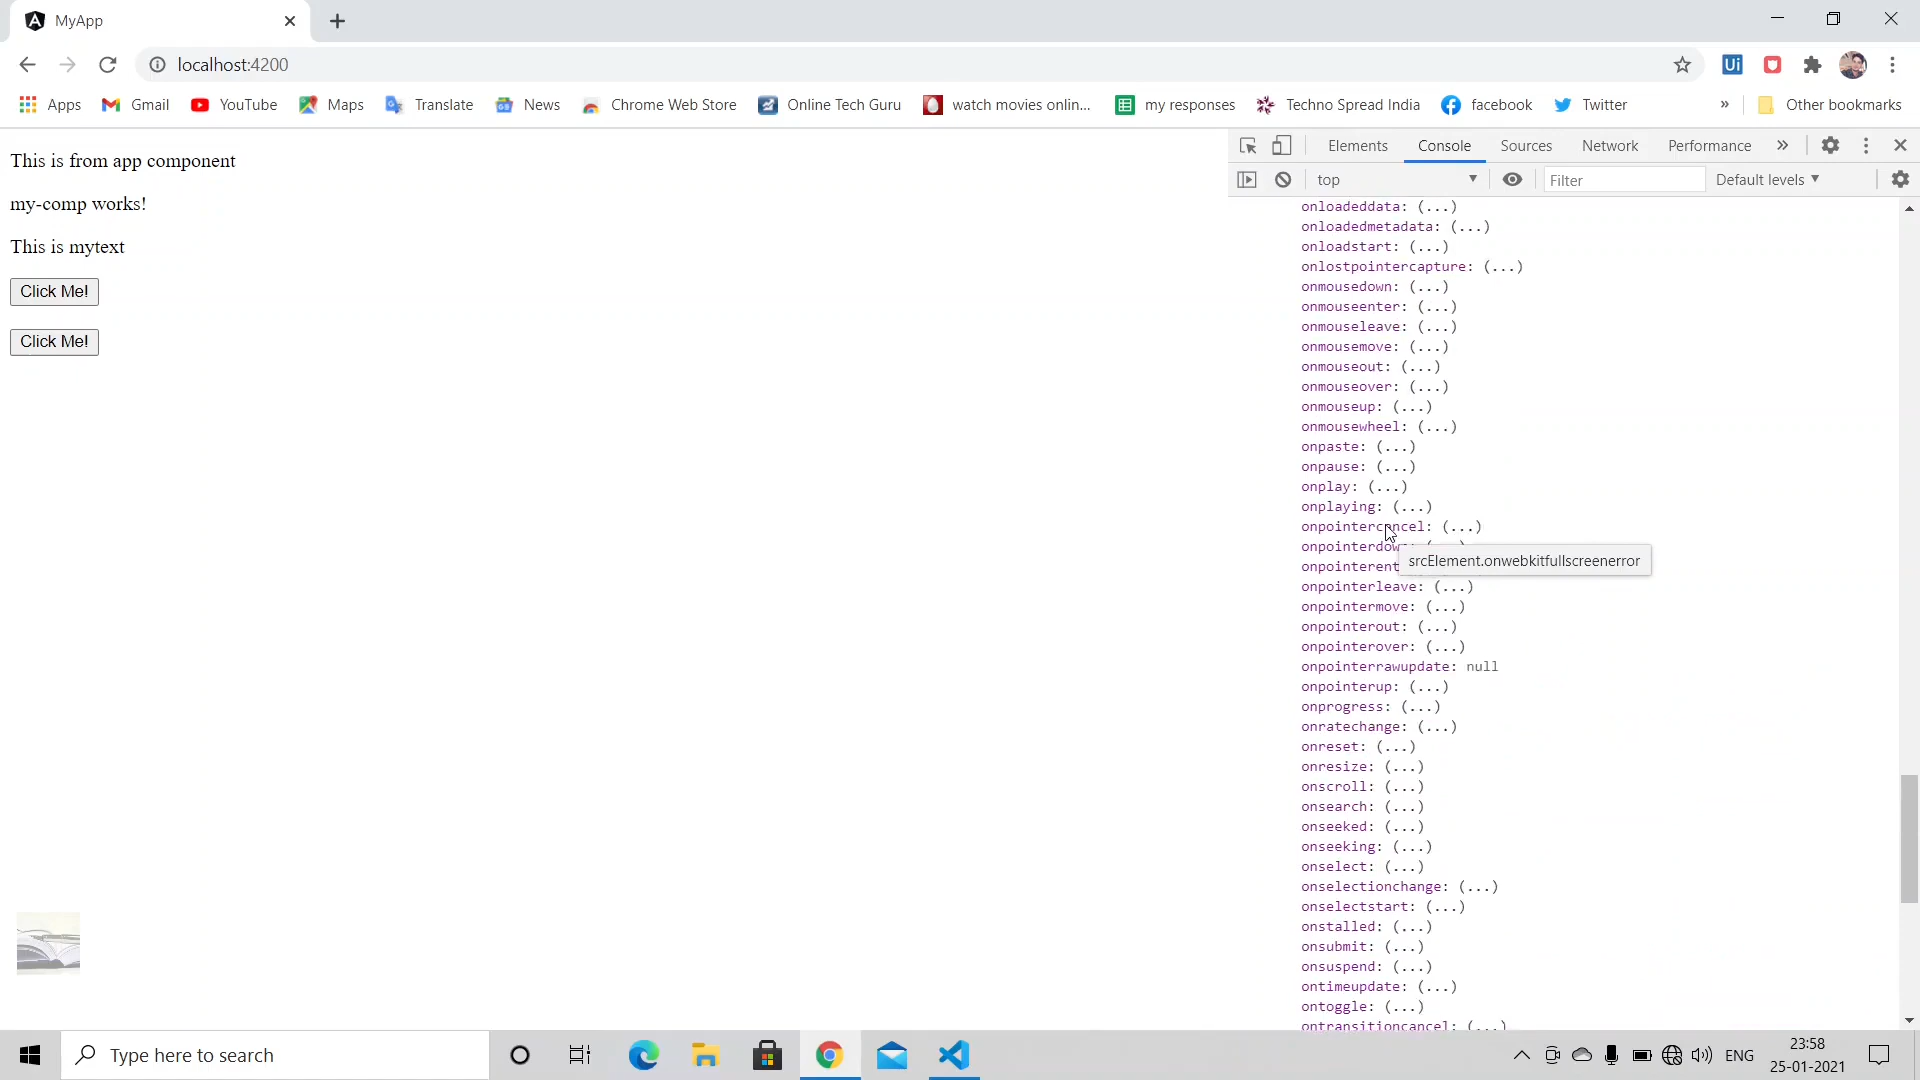 MyApp
localhost:4200
Apps Gmail YouTube Maps Translate News Chrome Web Store Online Tech Guru watch movies onlin... my responses Techno Spread India facebook Twitter » Other bookmarks
This is from app component
my-comp works!
This is mytext
Click Me!
Click Me!
Elements Console Sources Network Performance »
top Filter Default levels
onloadeddata: (...)
onloadedmetadata: (...)
onloadstart: (...)
onlostpointercapture: (...)
onmousedown: (...)
onmouseenter: (...)
onmouseleave: (...)
onmousemove: (...)
onmouseout: (...)
onmouseover: (...)
onmouseup: (...)
onmousewheel: (...)
onpaste: (...)
onpause: (...)
onplay: (...)
onplaying: (...)
onpointercancel: (...)
onpointerdow
srcElement.onwebkitfullscreenerror
onpointerent
onpointerleave: (...)
onpointermove: (...)
onpointerout: (...)
onpointerover: (...)
onpointerrawupdate: null
onpointerup: (...)
onprogress: (...)
onratechange: (...)
onreset: (...)
onresize: (...)
onscroll: (...)
onsearch: (...)
onseeked: (...)
onseeking: (...)
onselect: (...)
onselectionchange: (...)
onselectstart: (...)
onstalled: (...)
onsubmit: (...)
onsuspend: (...)
ontimeupdate: (...)
ontoggle: (...)
ontransitioncancel: (...)
Type here to search
ENG
23:58
25-01-2021